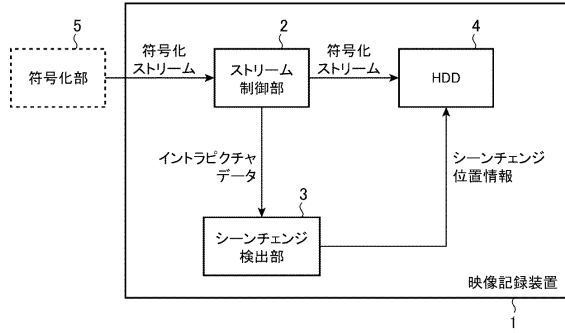 5
符号化部
符号化
ストリーム
2
ストリーム
制御部
符号化
ストリーム
4
HDD
イントラピクチャ
データ
シーンチェンジ
位置情報
3
シーンチェンジ
検出部
映像記録装置
1